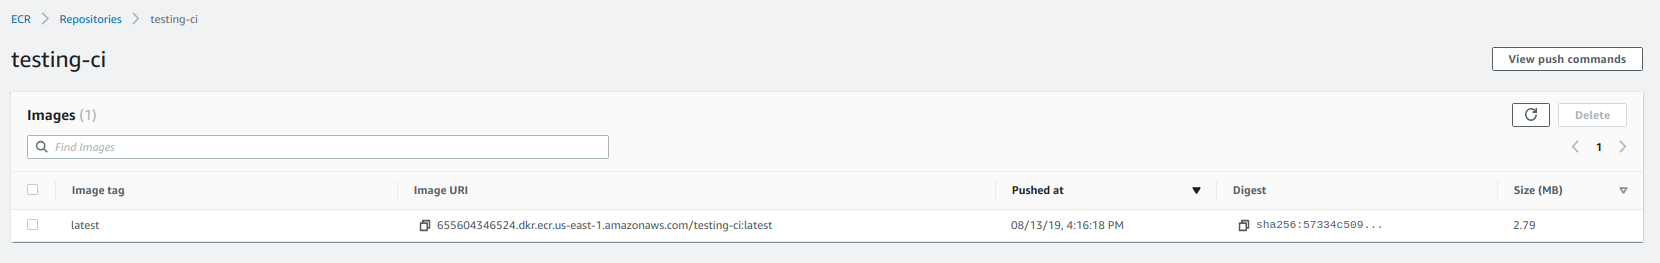 ECR > Repositories > testing-ci
testing-ci
View push commands
Images (1)
Delete
Find Images
1
Image tag Image URI Pushed at Digest Size (MB)
latest 655604346524.dkr.ecr.us-east-1.amazonaws.com/testing-ci:latest 08/13/19, 4:16:18 PM sha256:57334c509... 2.79